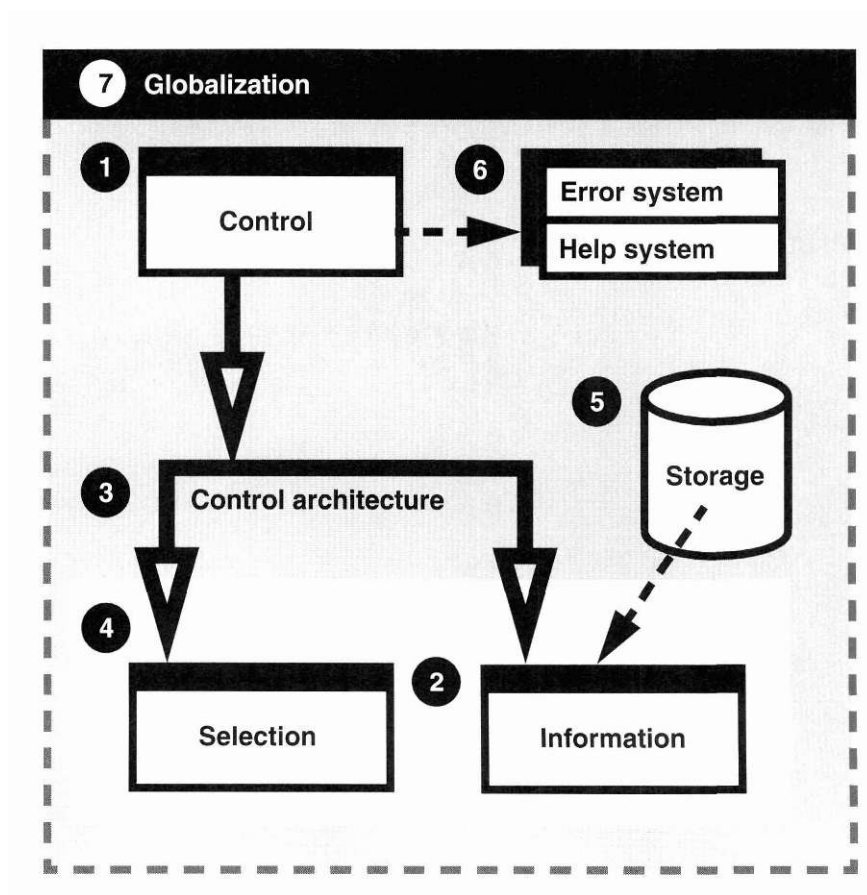 7 Globalization
1
Control
6
Error system
Help system
5
Storage
3
Control architecture
4
Selection
2
Information